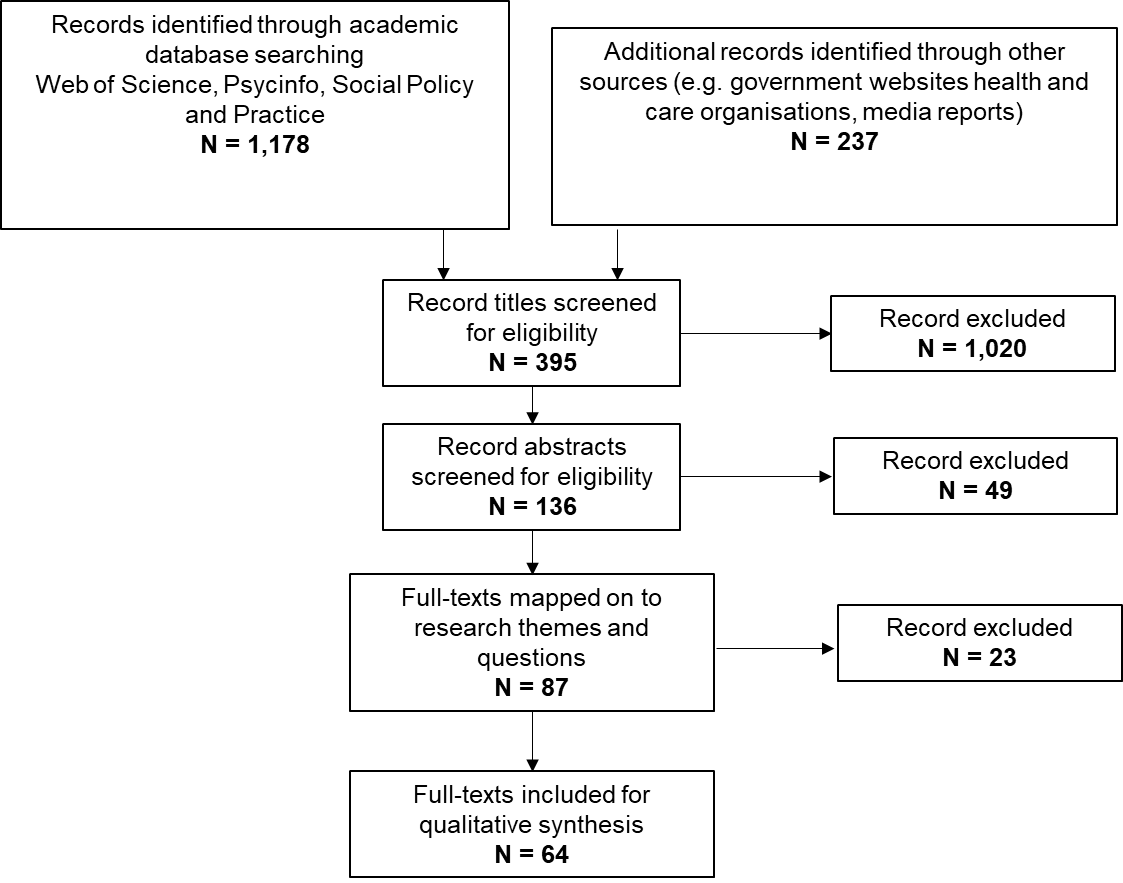 Records identified through academic
database searching
Web of Science, Psycinfo, Social Policy
and Practice
N = 1,178
Additional records identified through other
sources (e.g. government websites health and
care organisations, media reports)
N = 237
Record titles screened
for eligibility
N = 395
Record excluded
N = 1,020
Record abstracts
screened for eligibility
N = 136
Record excluded
N = 49
Full-texts mapped on to
research themes and
questions
N = 87
Record excluded
N = 23
Full-texts included for
qualitative synthesis
N = 64